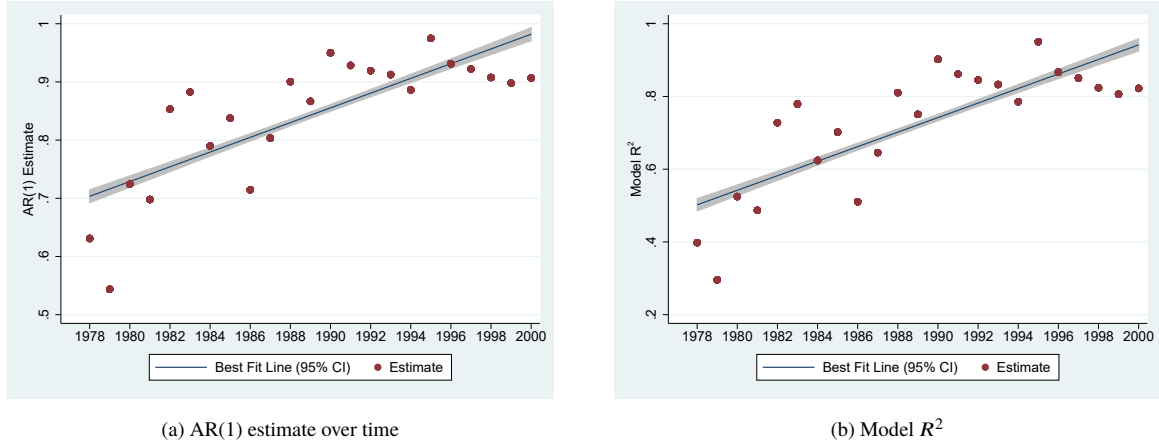 AR(1) Estimate
1
.9
.8
.7
.6
.5
1978 1980 1982 1984 1986 1988 1990 1992 1994 1996 1998 2000
Best Fit Line (95% CI) Estimate
(a) AR(1) estimate over time
Model R²
1
.8
.6
.4
.2
1978 1980 1982 1984 1986 1988 1990 1992 1994 1996 1998 2000
Best Fit Line (95% CI) Estimate
(b) Model R²